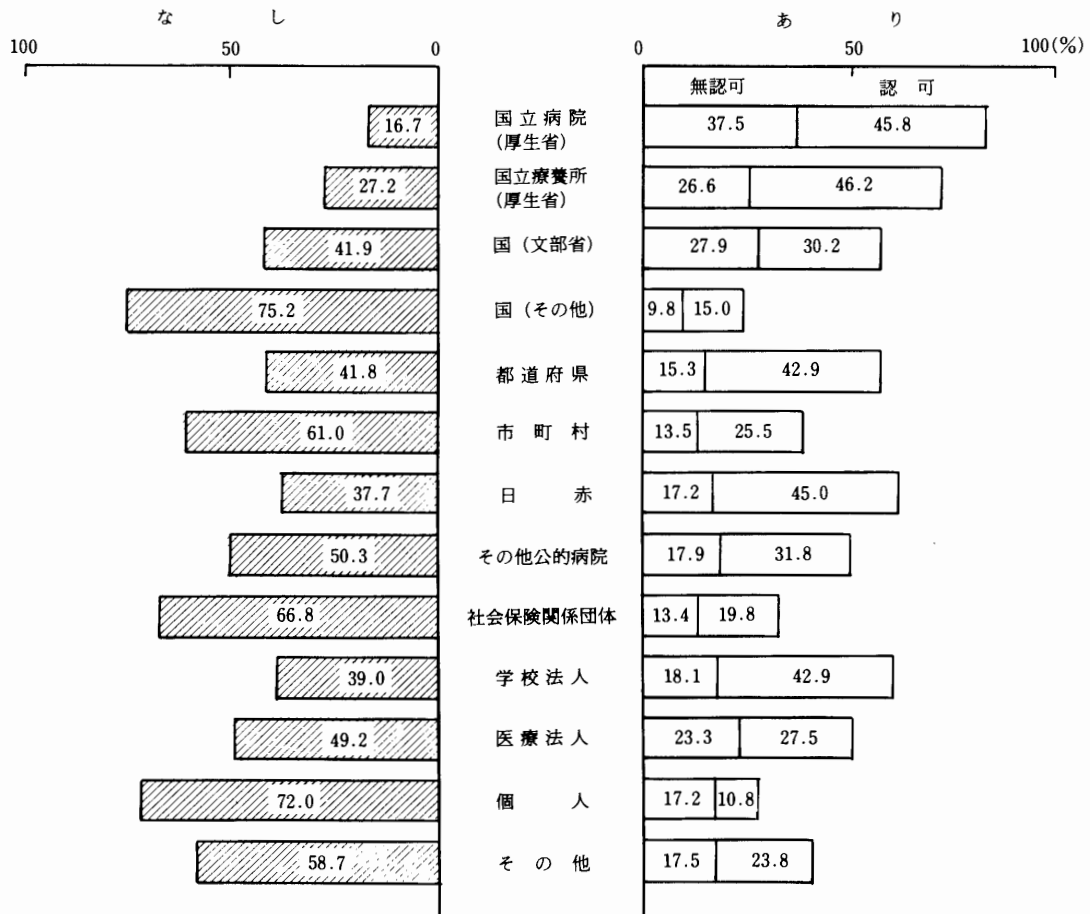 なし
あり
100 50 0
0 50 100(%)
無認可 認可
16.7 国立病院 37.5 45.8
(厚生省)
27.2 国立療養所 26.6 46.2
(厚生省)
41.9 国(文部省) 27.9 30.2
75.2 国(その他) 9.8 15.0
41.8 都道府県 15.3 42.9
61.0 市町村 13.5 25.5
37.7 日赤 17.2 45.0
50.3 その他公的病院 17.9 31.8
66.8 社会保険関係団体 13.4 19.8
39.0 学校法人 18.1 42.9
49.2 医療法人 23.3 27.5
72.0 個人 17.2 10.8
58.7 その他 17.5 23.8